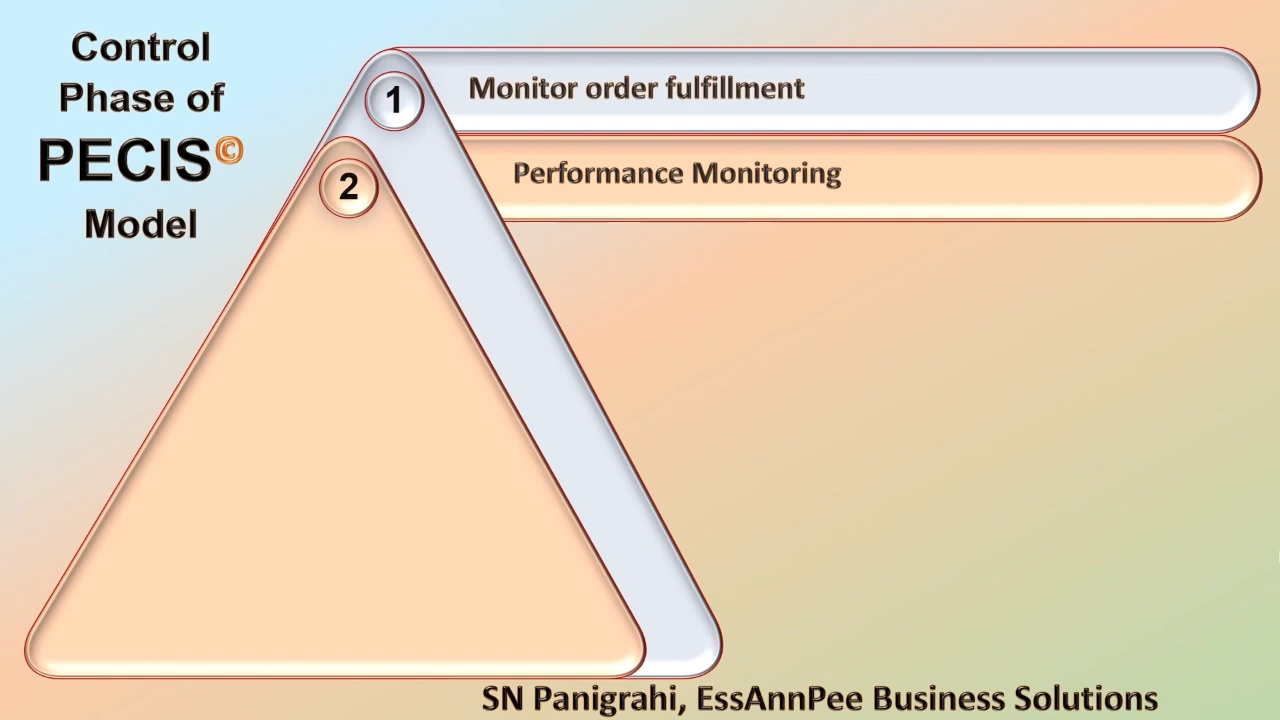 Control
Phase of
PECIS©
Model
1
Monitor order fulfillment
2
Performance Monitoring
SN Panigrahi, EssAnnPee Business Solutions